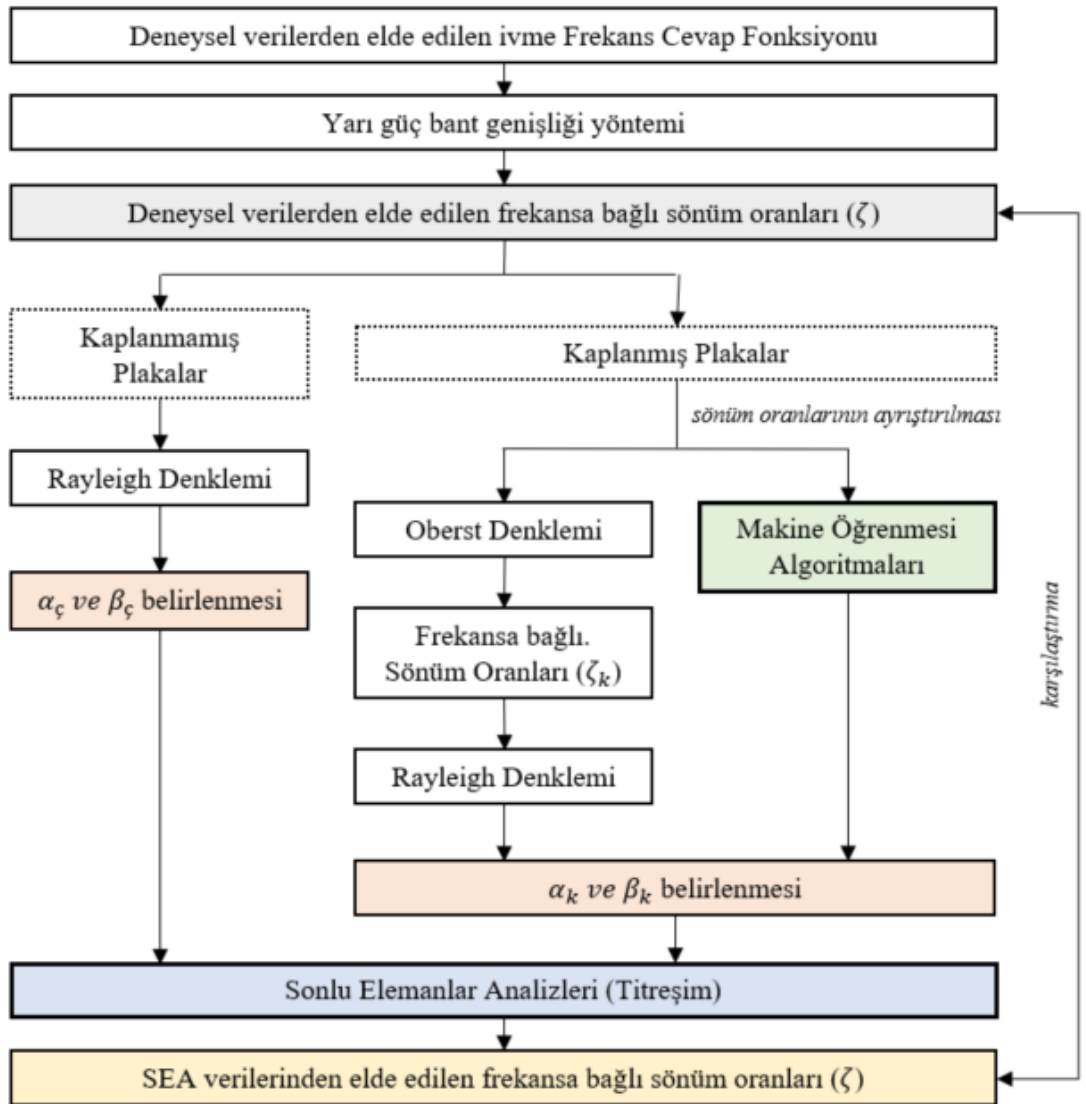 Deneysel verilerden elde edilen ivme Frekans Cevap Fonksiyonu
Yarı güç bant genişliği yöntemi
Deneysel verilerden elde edilen frekansa bağlı sönüm oranları (ζ)
Kaplanmamış
Plakalar
Kaplanmış Plakalar
sönüm oranlarının ayrıştırılması
Rayleigh Denklemi
Oberst Denklemi
Makine Öğrenmesi
Algoritmaları
α_ç ve β_ç belirlenmesi
Frekansa bağlı.
Sönüm Oranları (ζ_k)
karşılaştırma
Rayleigh Denklemi
α_k ve β_k belirlenmesi
Sonlu Elemanlar Analizleri (Titreşim)
SEA verilerinden elde edilen frekansa bağlı sönüm oranları (ζ)